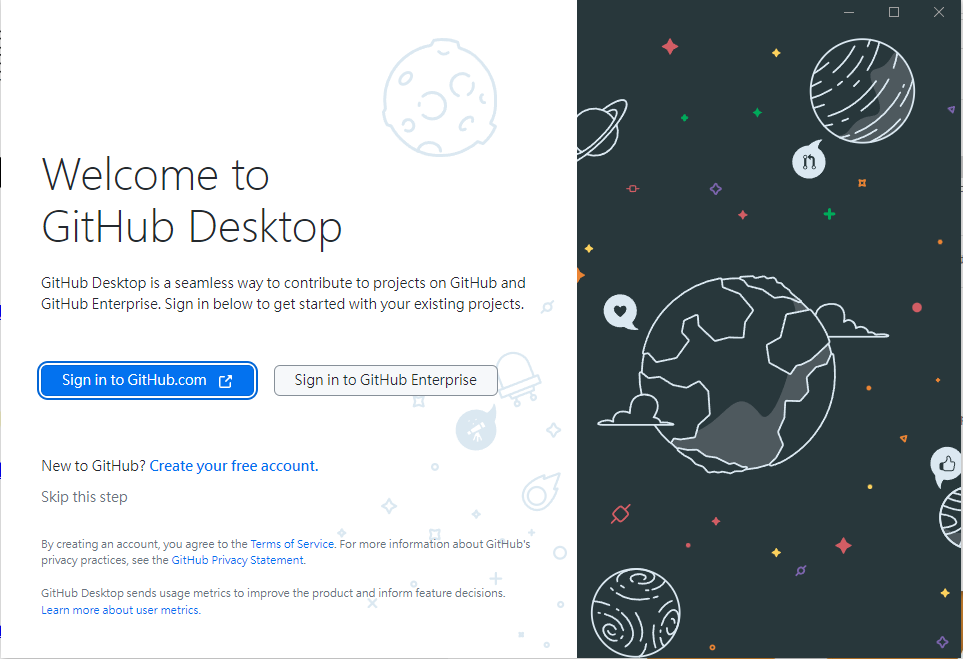 Welcome to
GitHub Desktop
GitHub Desktop is a seamless way to contribute to projects on GitHub and
GitHub Enterprise. Sign in below to get started with your existing projects.
Sign in to GitHub.com
Sign in to GitHub Enterprise
New to GitHub? Create your free account.
Skip this step
By creating an account, you agree to the Terms of Service. For more information about GitHub's
privacy practices, see the GitHub Privacy Statement.
GitHub Desktop sends usage metrics to improve the product and inform feature decisions.
Learn more about user metrics.